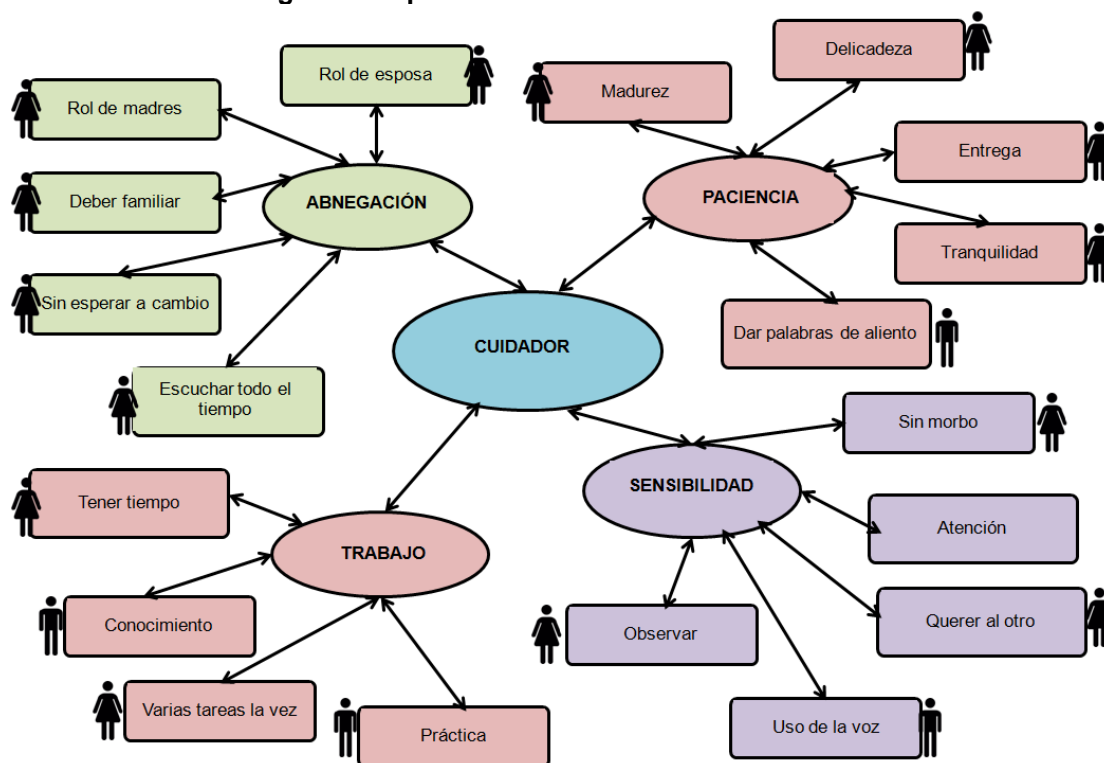 Rol de esposa
Rol de madres
Deber familiar
Sin esperar a cambio
Escuchar todo el
tiempo
ABNEGACIÓN
Delicadeza
Madurez
Entrega
Tranquilidad
Dar palabras de aliento
PACIENCIA
CUIDADOR
Tener tiempo
Conocimiento
Varias tareas la vez
Práctica
TRABAJO
Sin morbo
Atención
Querer al otro
Observar
Uso de la voz
SENSIBILIDAD